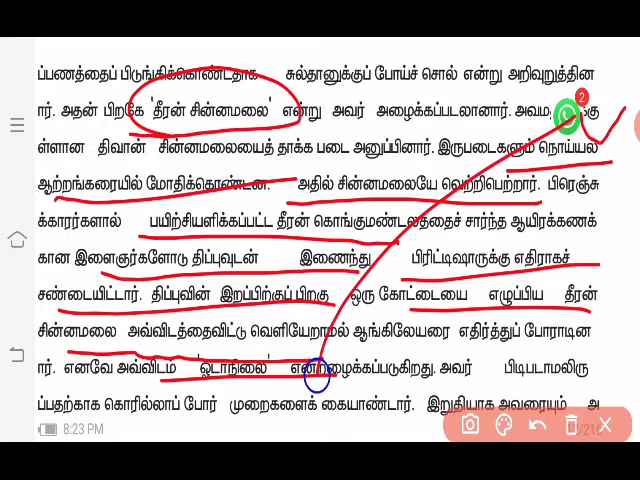 ப்பணத்தைப் பிடுங்கிக்கொண்டதாக சுல்தானுக்குப் போய்ச் சொல் என்று அறிவுறுத்தின
ார். அதன் பிறகே 'தீரன் சின்னமலை' என்று அவர் அழைக்கப்படலானார்.
ள்ளான திவான் சின்னமலையைத் தாக்க படை அனுப்பினார். இருபடைகளும் நொய்யல்
ஆற்றங்கரையில் மோதிக்கொண்டன. அதில் சின்னமலையே வெற்றிபெற்றார். பிரெஞ்சு
க்காரர்களால் பயிற்சியளிக்கப்பட்ட தீரன் கொங்குமண்டலத்தைச் சார்ந்த ஆயிரக்கணக்
கான இளைஞர்களோடு திப்புவுடன் இணைந்து பிரிட்டிஷாருக்கு எதிராகச்
சண்டையிட்டார். திப்புவின் இறப்பிற்குப் பிறகு ஒரு கோட்டையை எழுப்பிய தீரன்
சின்னமலை அவ்விடத்தைவிட்டு வெளியேறாமல் ஆங்கிலேயரை எதிர்த்துப் போராடின
ார். எனவே அவ்விடம் 'ஓடாநிலை' என்றழைக்கப்படுகிறது. அவர் பிடிபடாமலிரு
ப்பதற்காக கொரில்லாப் போர் முறைகளைக் கையாண்டார். இறுதியாக அவரையும் அ
8:23 PM
2